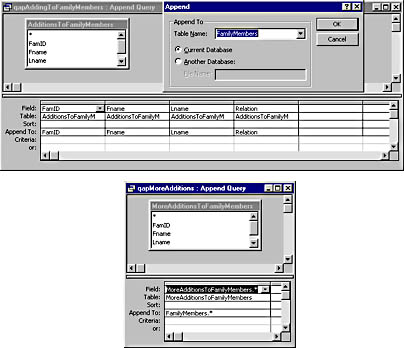 qapAddingToFamilyMembers : Append Query
AdditionsToFamilyMembers
*
FamID
Fname
Lname
Append
Append To
Table Name: FamilyMembers
Current Database
Another Database:
File Name:
OK
Cancel
Field: FamID Fname Lname Relation
Table: AdditionsToFamilyM AdditionsToFamilyM AdditionsToFamilyM AdditionsToFamilyM
Sort:
Append To: FamID Fname Lname Relation
Criteria:
or:
qapMoreAdditions : Append Query
MoreAdditionsToFamilyMembers
*
FamID
Fname
Lname
Field: MoreAdditionsToFamilyMembers.*
Table: MoreAdditionsToFamilyMembers
Sort:
Append To: FamilyMembers.*
Criteria:
or: